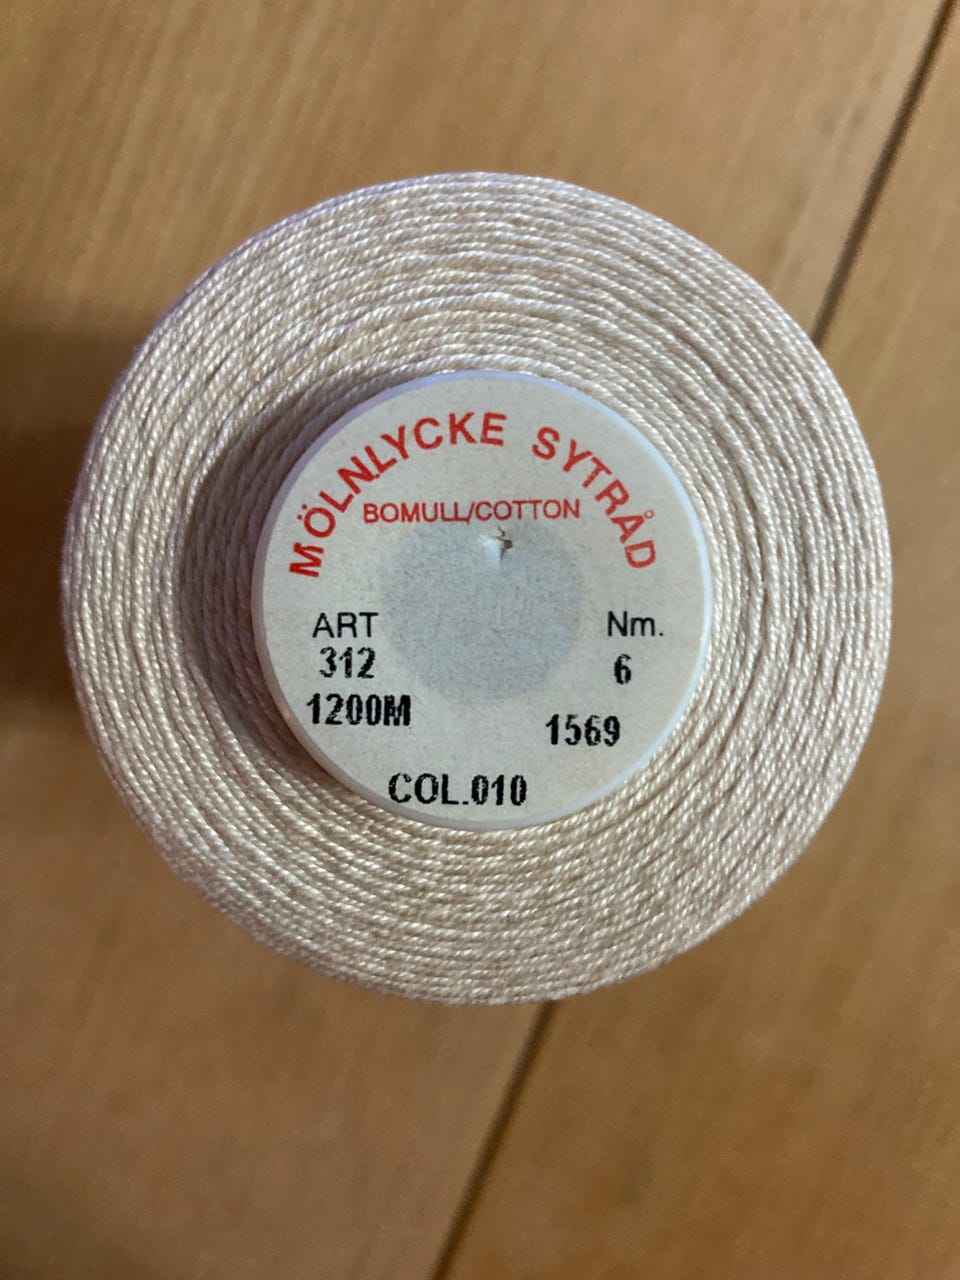 MÖLNLYCKE SYTRÅD
BOMULL/COTTON
ART Nm.
312 6
1200M 1569
COL.010